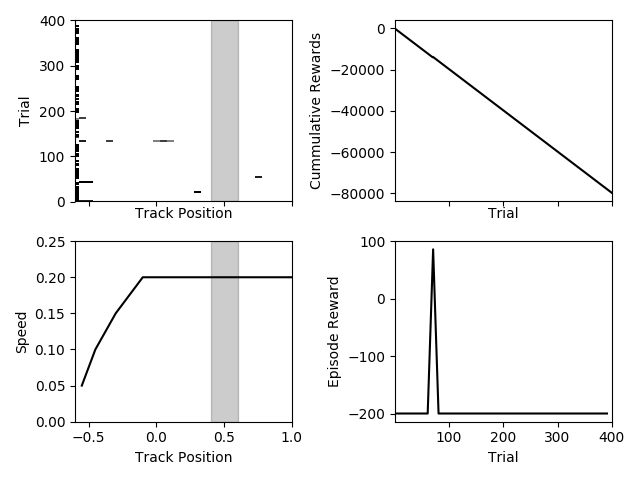 400
300
200
100
0
Trial
Track Position
0
−20000
−40000
−60000
−80000
Cummulative Rewards
Trial
0.25
0.20
0.15
0.10
0.05
0.00
Speed
−0.5 0.0 0.5 1.0
Track Position
100
0
−100
−200
Episode Reward
100 200 300 400
Trial